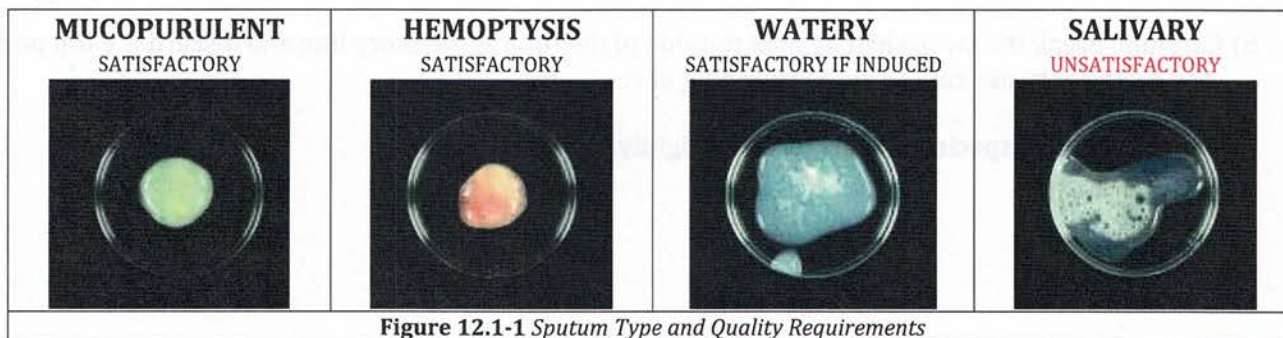 MUCOPURULENT
SATISFACTORY
HEMOPTYSIS
SATISFACTORY
WATERY
SATISFACTORY IF INDUCED
SALIVARY
UNSATISFACTORY
Figure 12.1-1 Sputum Type and Quality Requirements